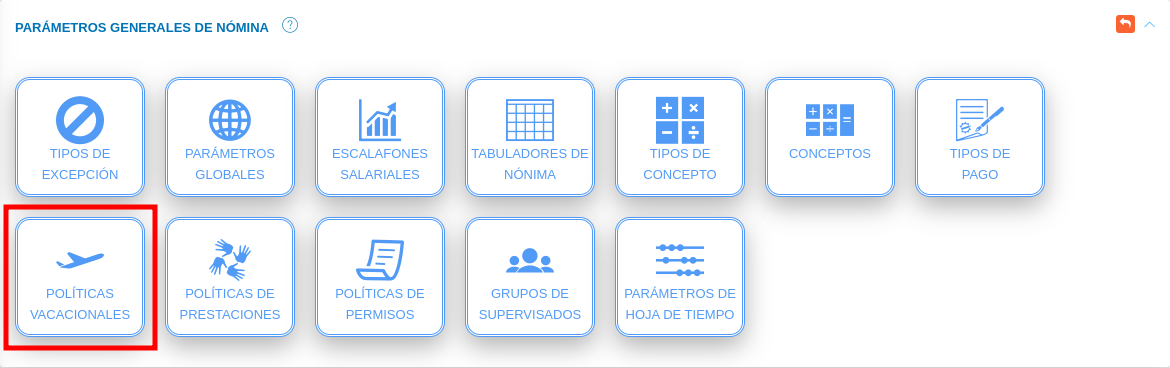 PARÁMETROS GENERALES DE NÓMINA ?
TIPOS DE
EXCEPCIÓN
PARÁMETROS
GLOBALES
ESCALAFONES
SALARIALES
TABULADORES DE
NÓNIMA
TIPOS DE
CONCEPTO
CONCEPTOS
TIPOS DE
PAGO
POLÍTICAS
VACACIONALES
POLÍTICAS DE
PRESTACIONES
POLÍTICAS DE
PERMISOS
GRUPOS DE
SUPERVISADOS
PARÁMETROS DE
HOJA DE TIEMPO